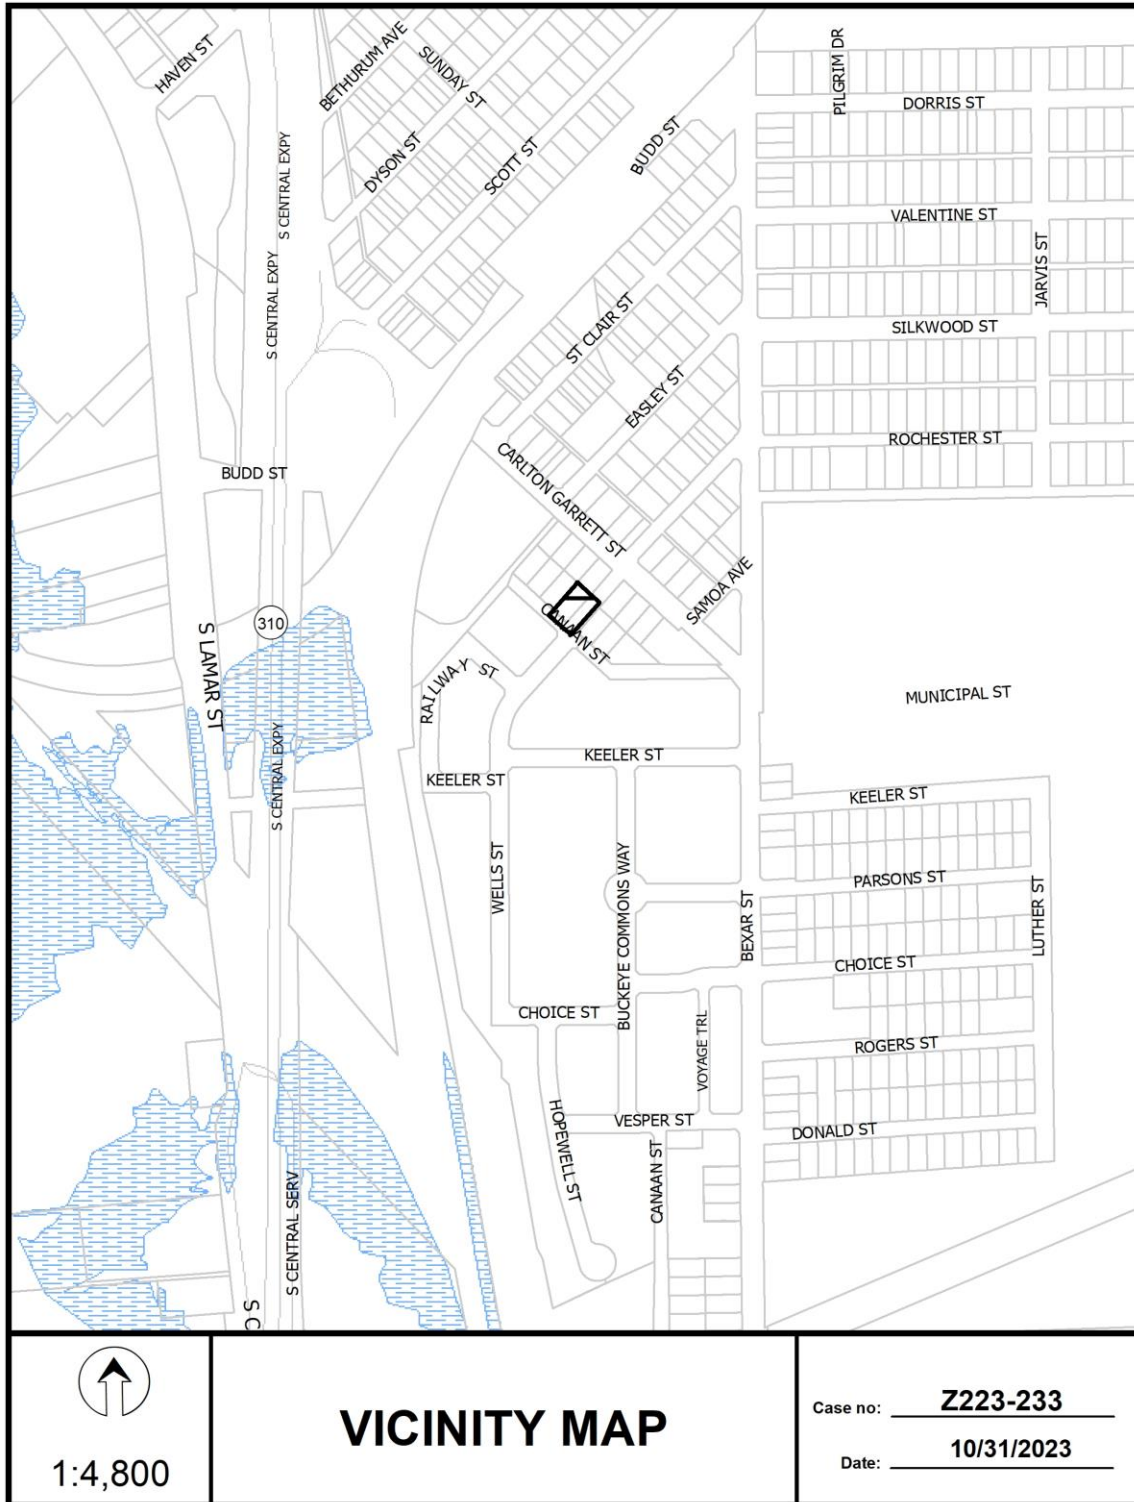 HAVEN ST
BETHURUM AVE
SUNDAY ST
PILGRIM DR
DORRIS ST
S CENTRAL EXPY
DYSON ST
SCOTT ST
BUDD ST
VALENTINE ST
JARVIS ST
S CENTRAL EXPY
ST CLAIR ST
SILKWOOD ST
EASLEY ST
ROCHESTER ST
BUDD ST
CARLTON GARRETT ST
SAMOA AVE
310
CANAAN ST
S LAMAR ST
RAILWAY ST
MUNICIPAL ST
S CENTRAL EXPY
KEELER ST
KEELER ST
KEELER ST
WELLS ST
BUCKEYE COMMONS WAY
PARSONS ST
BEXAR ST
LUTHER ST
CHOICE ST
CHOICE ST
VOYAGE TRL
ROGERS ST
HOPEWELL ST
VESPER ST
DONALD ST
CANAAN ST
S CENTRAL SERV
S C
1:4,800
VICINITY MAP
Case no: Z223-233
Date: 10/31/2023